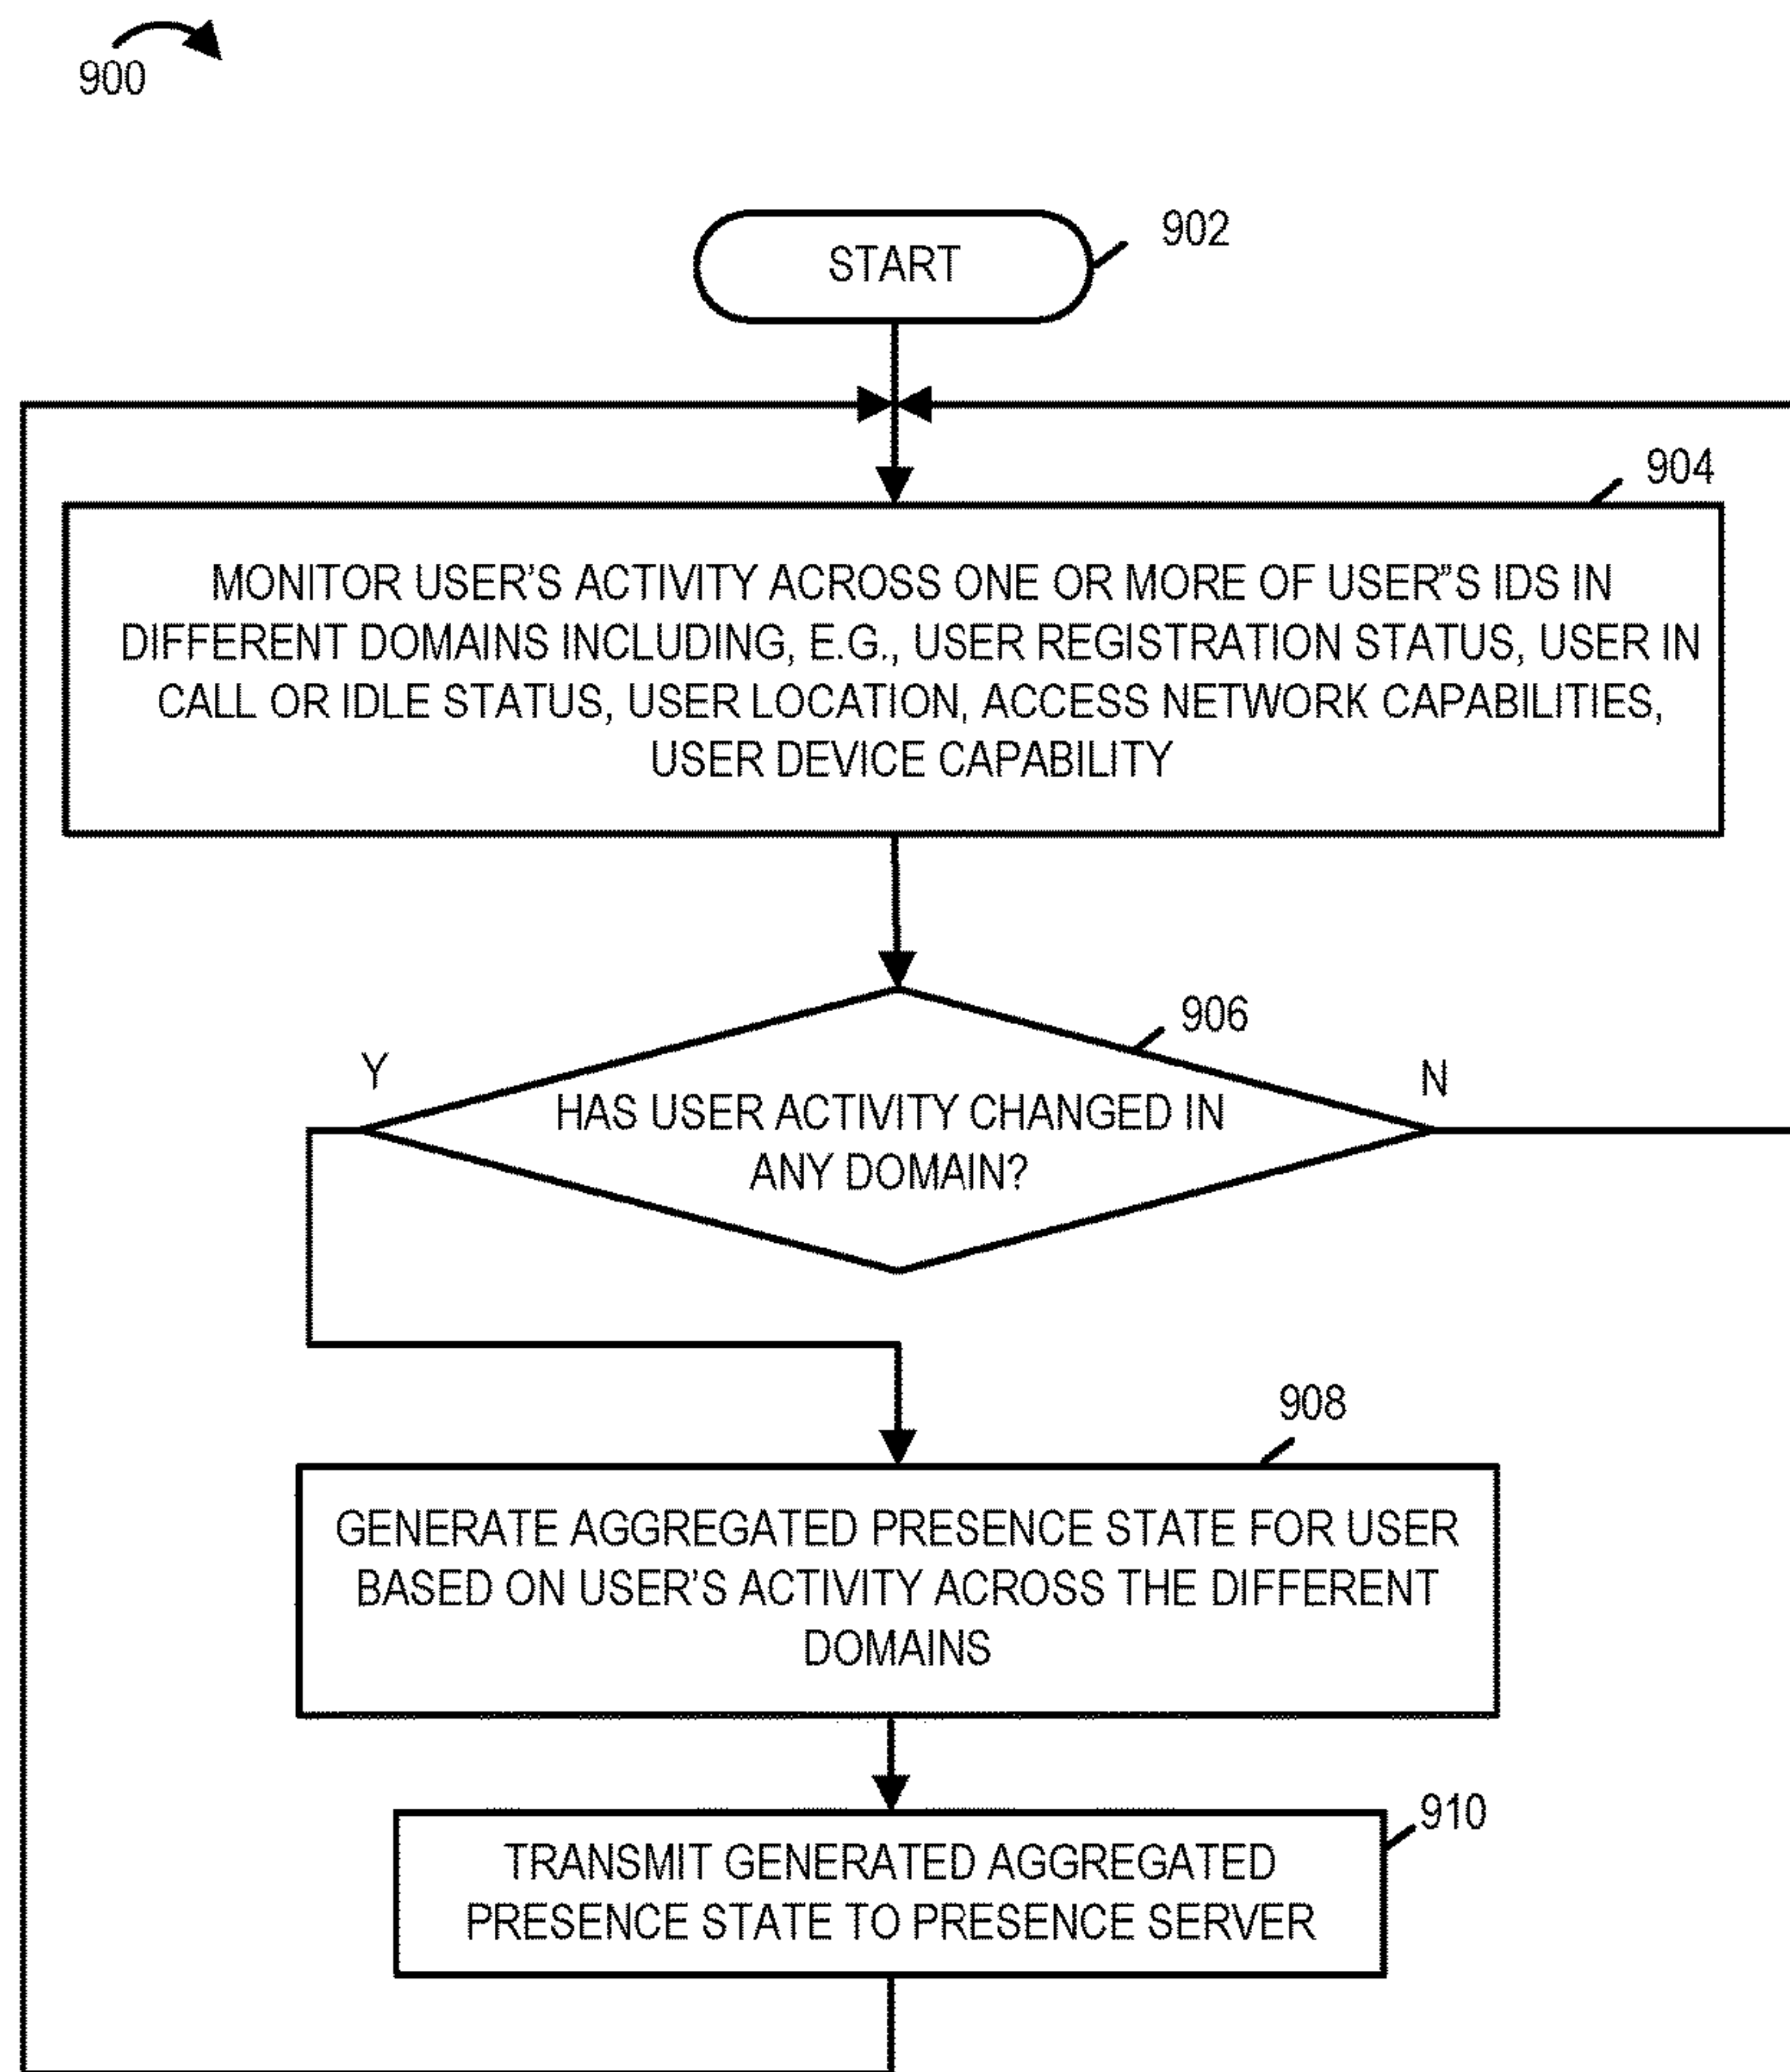 900
START
902
904
MONITOR USER'S ACTIVITY ACROSS ONE OR MORE OF USER"S IDS IN
DIFFERENT DOMAINS INCLUDING, E.G., USER REGISTRATION STATUS, USER IN
CALL OR IDLE STATUS, USER LOCATION, ACCESS NETWORK CAPABILITIES,
USER DEVICE CAPABILITY
906
Y
N
HAS USER ACTIVITY CHANGED IN
ANY DOMAIN?
908
GENERATE AGGREGATED PRESENCE STATE FOR USER
BASED ON USER'S ACTIVITY ACROSS THE DIFFERENT
DOMAINS
910
TRANSMIT GENERATED AGGREGATED
PRESENCE STATE TO PRESENCE SERVER